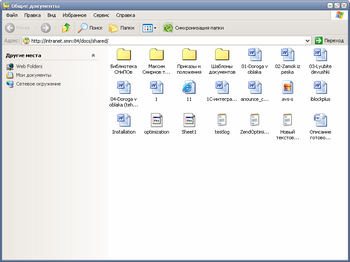 Общие документы
Файл Правка Вид Избранное Сервис Справка
Назад Поиск Папки Синхронизация папки
Адрес: http://intranet.smn:84/docs/shared/ Переход
Другие места
Web Folders
Мои документы
Сетевое окружение
Библиотека СНиПов
Максим Смирнов т...
Приказы и положения
Шаблоны документов
01-Doroga v oblaka
02-Zamok iz peska
03-Lyubite devushki
04-Doroga v oblaka (teh...
1
11
1С-интегра...
anounce_c...
avs-s
iblockplus
Installation
optimization
Sheet1
testlog
ZendOptimi...
Новый текстов...
Описание готово...